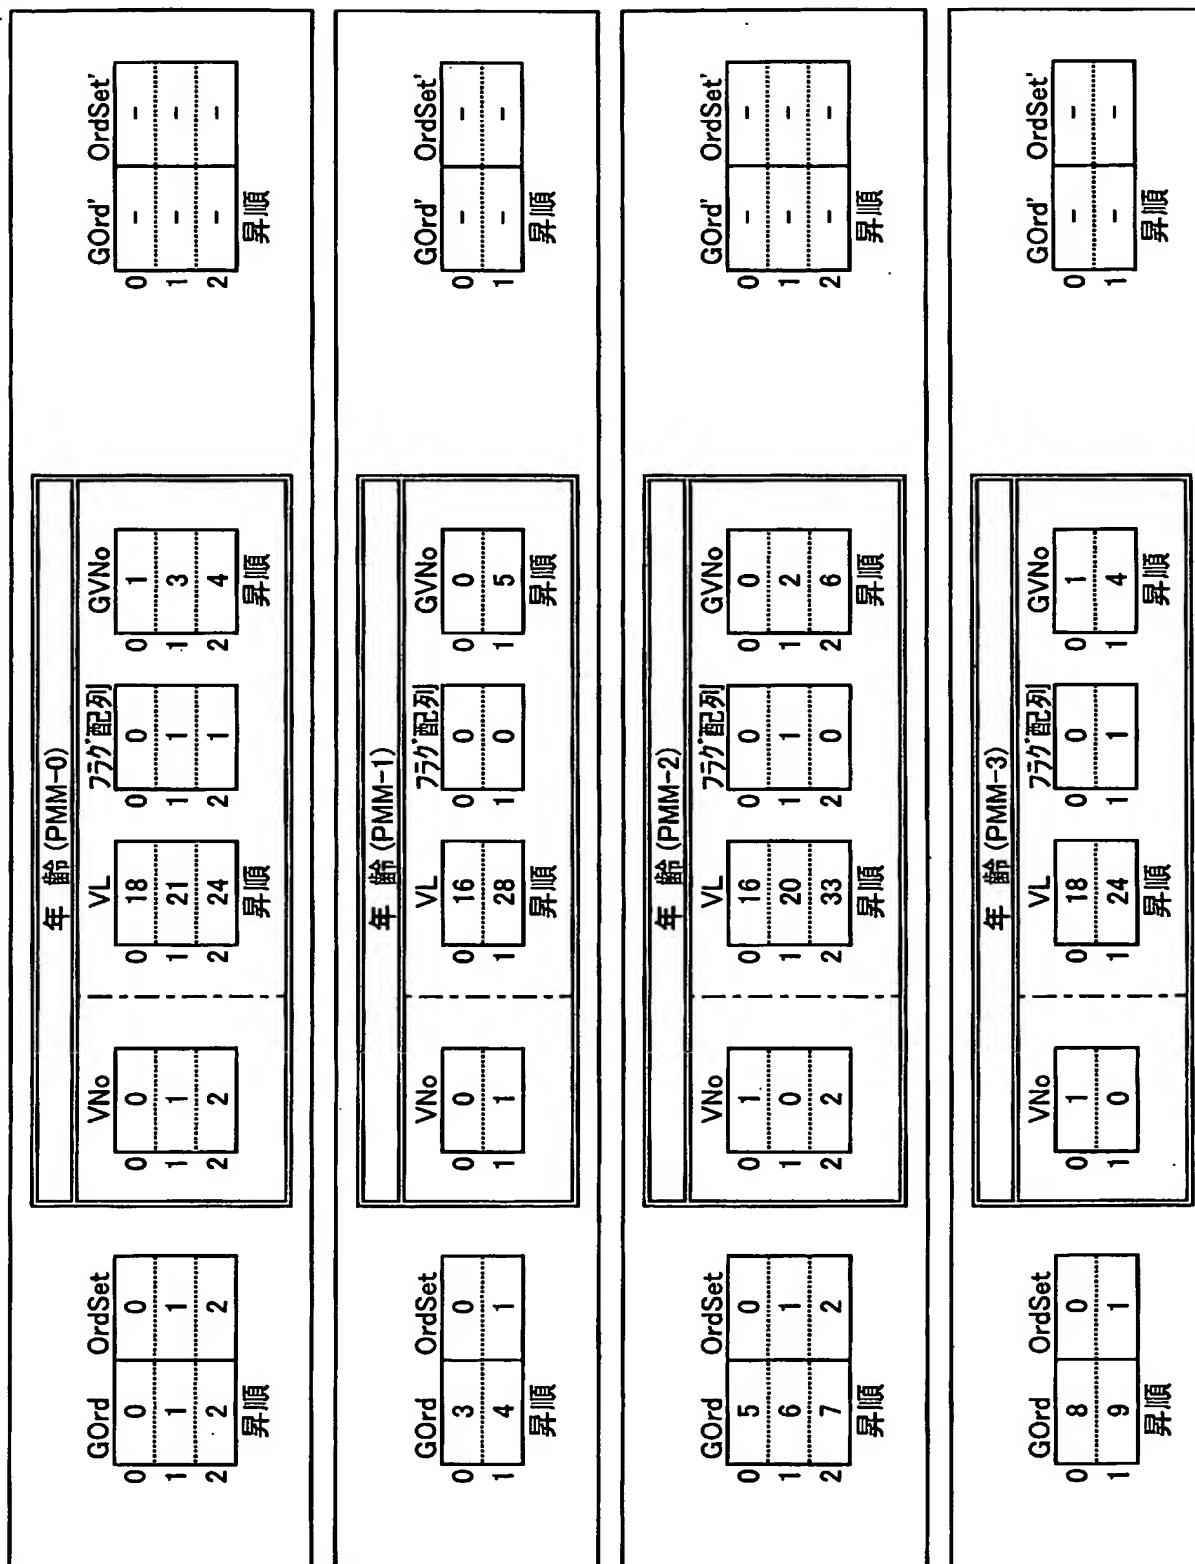 年 齢 (PMM-0)
GOrd OrdSet VNo VL フラグ配列 GVNo GOrd' OrdSet'
0 0 0 0 0 0 18 0 0 0 1 0 - -
1 1 1 1 1 1 21 1 1 1 3 1 - -
2 2 2 2 2 2 24 2 1 2 4 2 - -
昇順 昇順 昇順 昇順
年 齢 (PMM-1)
GOrd OrdSet VNo VL フラグ配列 GVNo GOrd' OrdSet'
0 3 0 0 0 0 16 0 0 0 0 0 - -
1 4 1 1 1 1 28 1 0 1 5 1 - -
昇順 昇順 昇順 昇順
年 齢 (PMM-2)
GOrd OrdSet VNo VL フラグ配列 GVNo GOrd' OrdSet'
0 5 0 0 1 0 16 0 0 0 0 0 - -
1 6 1 1 0 1 20 1 1 1 2 1 - -
2 7 2 2 2 2 33 2 0 2 6 2 - -
昇順 昇順 昇順 昇順
年 齢 (PMM-3)
GOrd OrdSet VNo VL フラグ配列 GVNo GOrd' OrdSet'
0 8 0 0 1 0 18 0 0 0 1 0 - -
1 9 1 1 0 1 24 1 1 1 4 1 - -
昇順 昇順 昇順 昇順